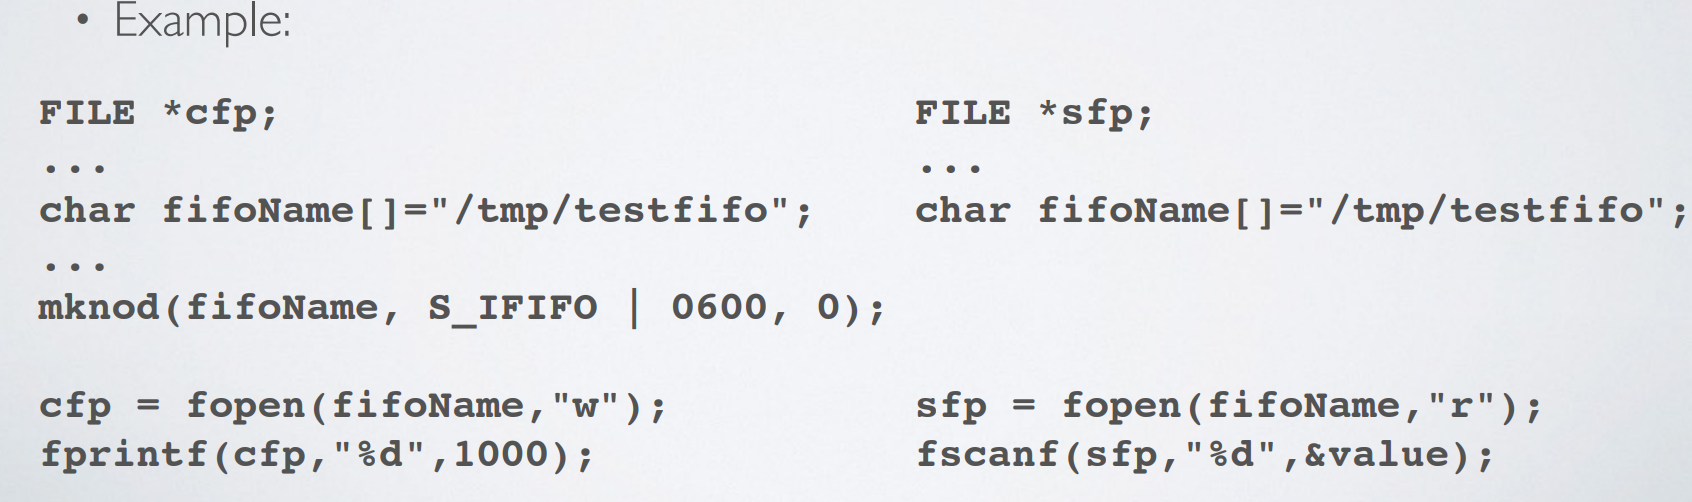 • Example:
FILE *cfp;
...
char fifoName[]="/tmp/testfifo";
...
mknod(fifoName, S_IFIFO | 0600, 0);
cfp = fopen(fifoName,"w");
fprintf(cfp,"%d",1000);
FILE *sfp;
...
char fifoName[]="/tmp/testfifo";
sfp = fopen(fifoName,"r");
fscanf(sfp,"%d",&value);